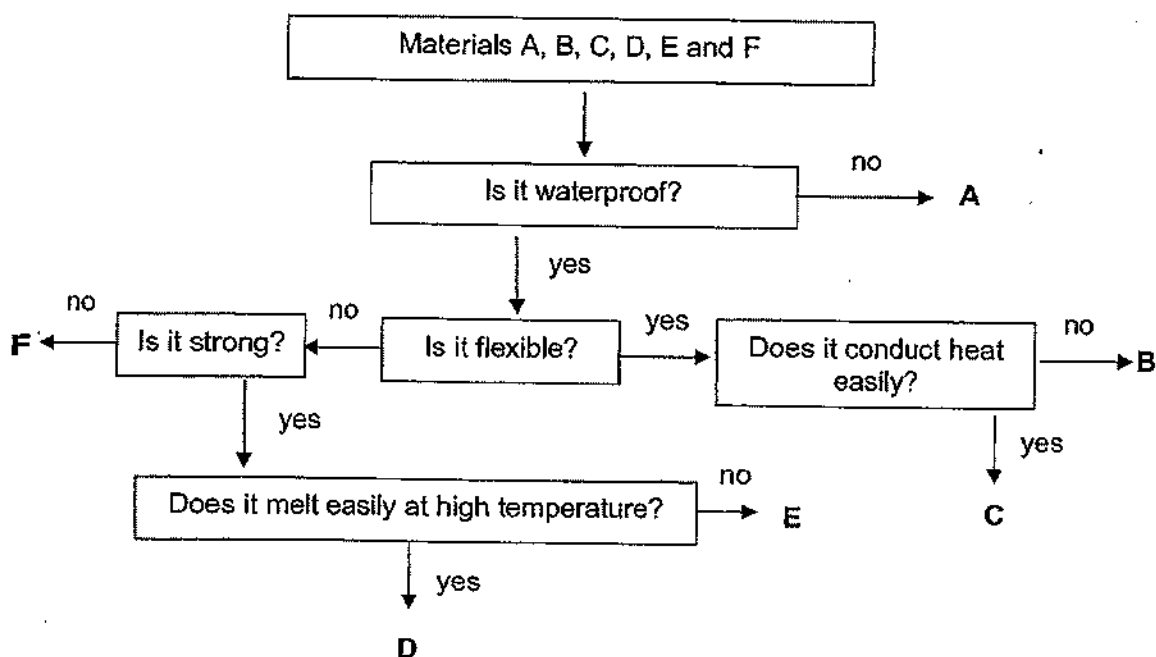 Materials A, B, C, D, E and F
no
Is it waterproof?
A
yes
no
no
yes
no
F
Is it strong?
Is it flexible?
Does it conduct heat
easily?
B
yes
yes
no
Does it melt easily at high temperature?
E
C
yes
D